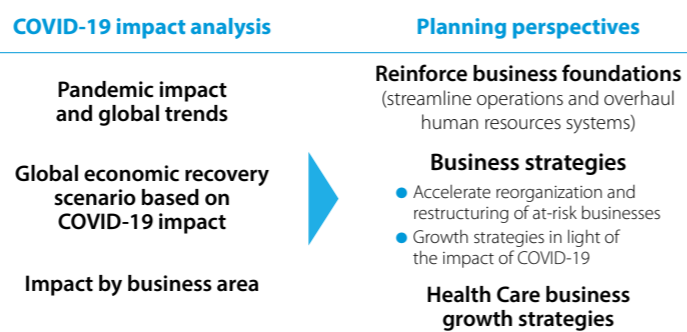 COVID-19 impact analysis
Pandemic impact
and global trends
Global economic recovery
scenario based on
COVID-19 impact
Impact by business area
Planning perspectives
Reinforce business foundations
(streamline operations and overhaul
human resources systems)
Business strategies
● Accelerate reorganization and
restructuring of at-risk businesses
● Growth strategies in light of
the impact of COVID-19
Health Care business
growth strategies